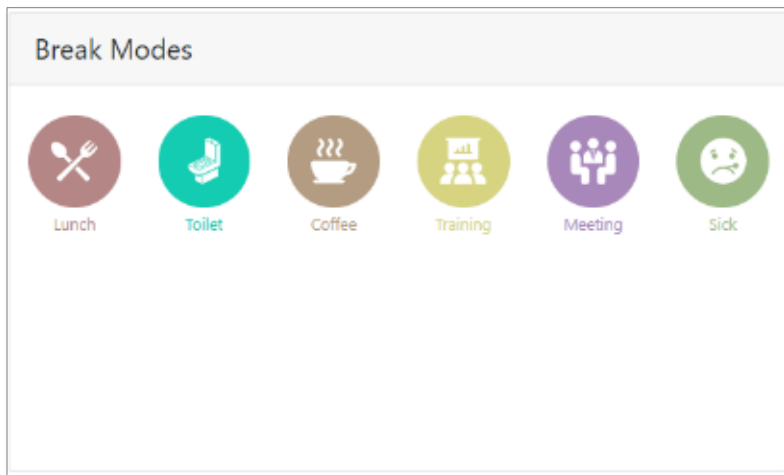 Break Modes
Lunch
Toilet
Coffee
Training
Meeting
Sick